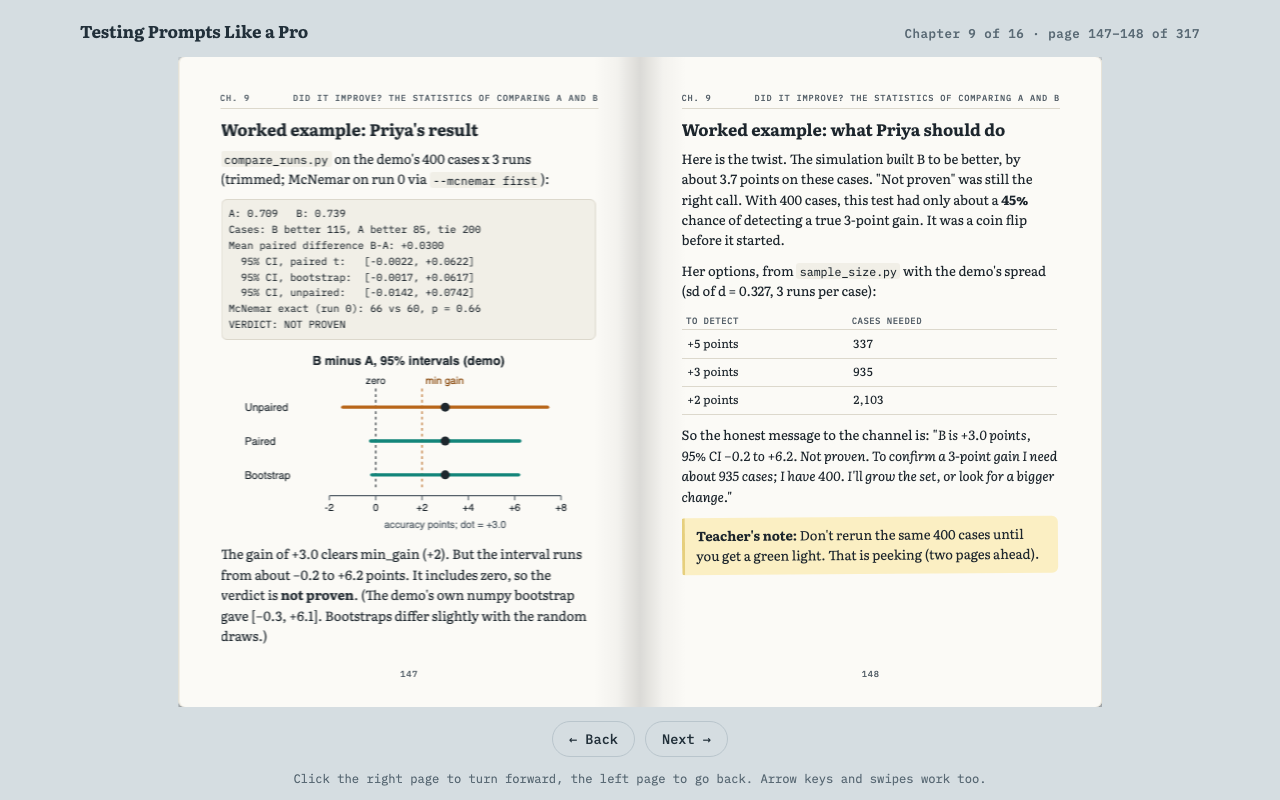 Testing Prompts Like a Pro
Chapter 9 of 16 · page 147–148 of 317
CH. 9 DID IT IMPROVE? THE STATISTICS OF COMPARING A AND B
Worked example: Priya's result
compare_runs.py on the demo's 400 cases x 3 runs
(trimmed; McNemar on run 0 via --mcnemar first):
A: 0.709 B: 0.739
Cases: B better 115, A better 85, tie 200
Mean paired difference B-A: +0.0300
95% CI, paired t: [-0.0022, +0.0622]
95% CI, bootstrap: [-0.0017, +0.0617]
95% CI, unpaired: [-0.0142, +0.0742]
McNemar exact (run 0): 66 vs 60, p = 0.66
VERDICT: NOT PROVEN
B minus A, 95% intervals (demo)
zero min gain
Unpaired
Paired
Bootstrap
-2 0 +2 +4 +6 +8
accuracy points; dot = +3.0
The gain of +3.0 clears min_gain (+2). But the interval runs
from about −0.2 to +6.2 points. It includes zero, so the
verdict is not proven. (The demo's own numpy bootstrap
gave [−0.3, +6.1]. Bootstraps differ slightly with the random
draws.)
147
CH. 9 DID IT IMPROVE? THE STATISTICS OF COMPARING A AND B
Worked example: what Priya should do
Here is the twist. The simulation built B to be better, by
about 3.7 points on these cases. "Not proven" was still the
right call. With 400 cases, this test had only about a 45%
chance of detecting a true 3-point gain. It was a coin flip
before it started.
Her options, from sample_size.py with the demo's spread
(sd of d = 0.327, 3 runs per case):
TO DETECT CASES NEEDED
+5 points 337
+3 points 935
+2 points 2,103
So the honest message to the channel is: "B is +3.0 points,
95% CI −0.2 to +6.2. Not proven. To confirm a 3-point gain I need
about 935 cases; I have 400. I'll grow the set, or look for a bigger
change."
Teacher's note: Don't rerun the same 400 cases until
you get a green light. That is peeking (two pages ahead).
148
← Back Next →
Click the right page to turn forward, the left page to go back. Arrow keys and swipes work too.